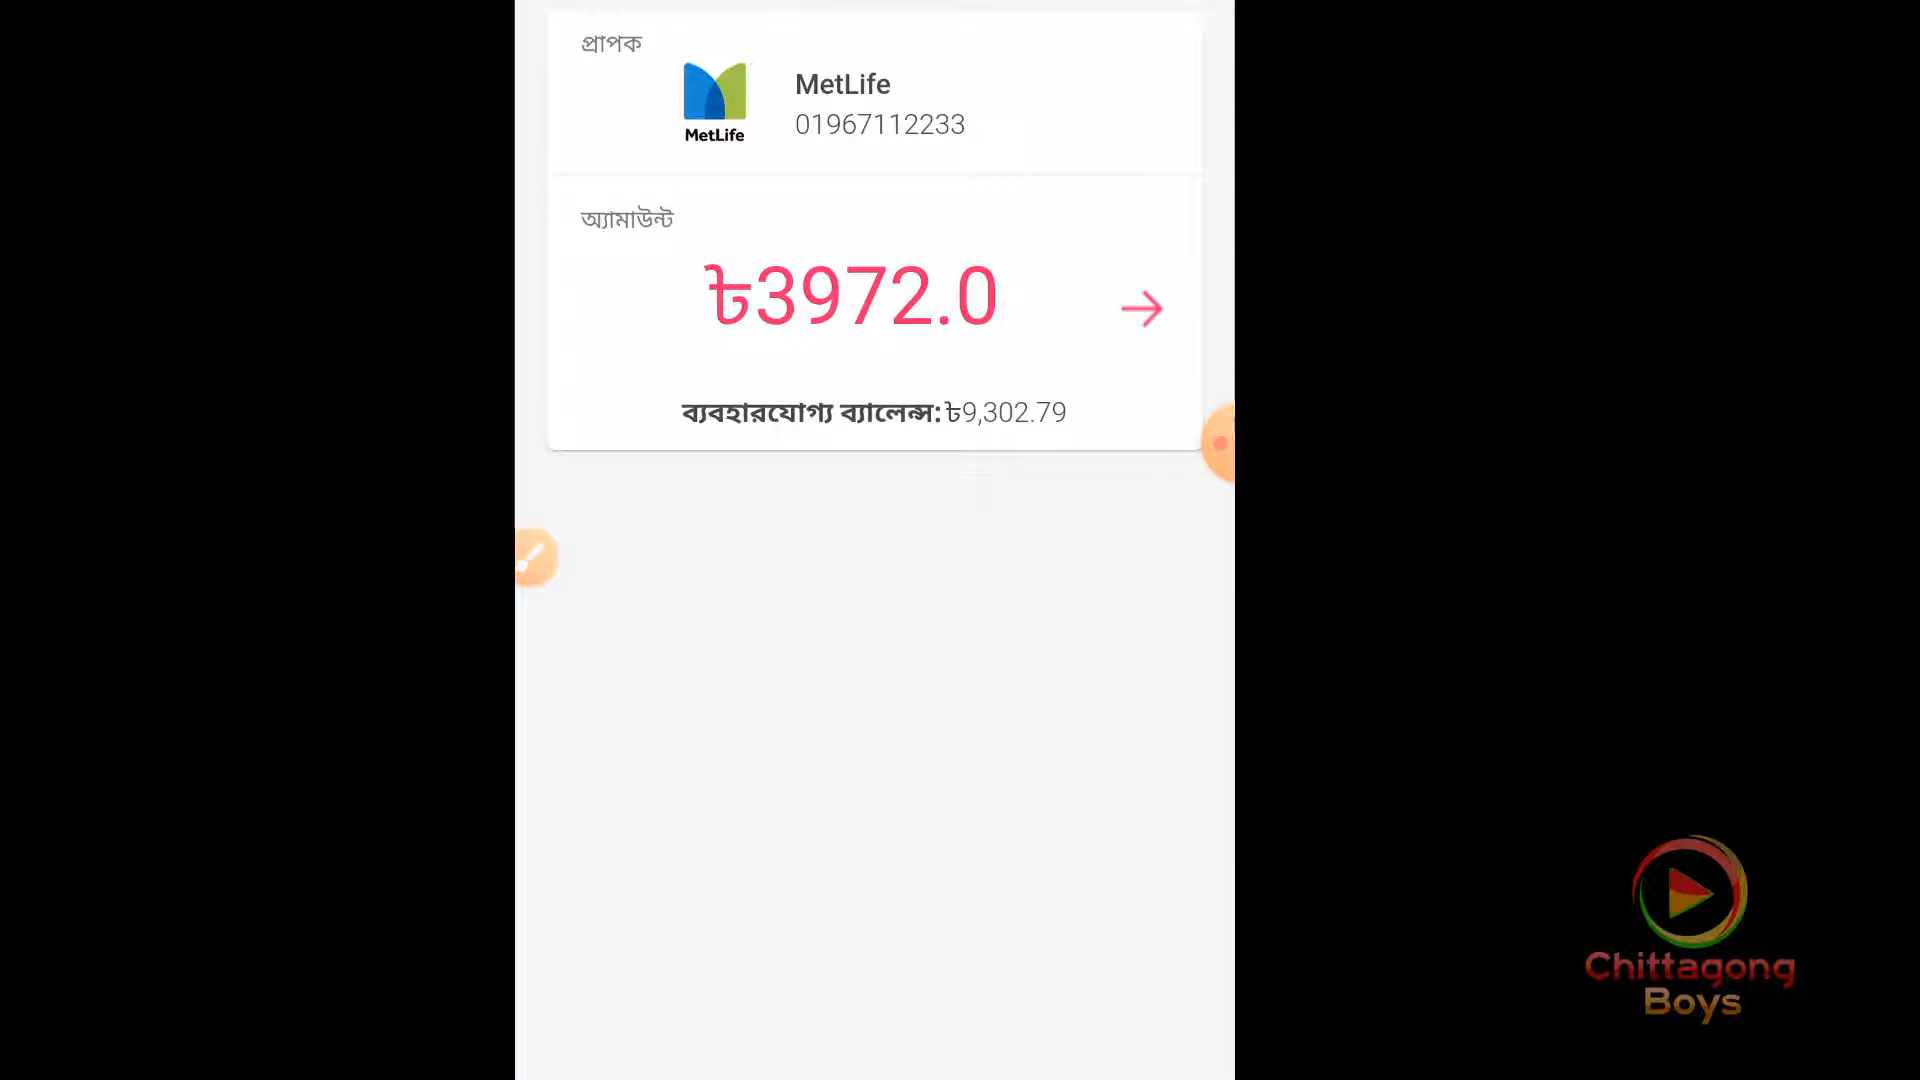 প্রাপক
MetLife
01967112233
MetLife
অ্যামাউন্ট
৳3972.0
ব্যবহারযোগ্য ব্যালেন্স: ৳9,302.79
Chittagong
Boys